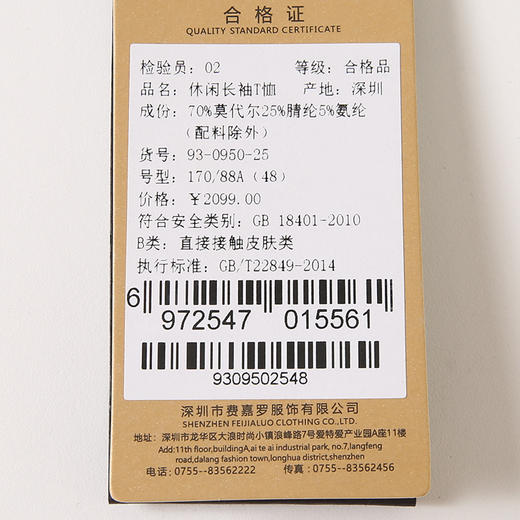 合格证
QUALITY STANDARD CERTIFICATE
检验员：02 等级：合格品
品名：休闲长袖T恤 产地：深圳
成份：70%莫代尔25%腈纶5%氨纶
（配料除外）
货号：93-0950-25
号型：170/88A（48）
价格：￥2099.00
符合安全类别：GB 18401-2010
B类：直接接触皮肤类
执行标准：GB/T22849-2014
6 972547 015561
9309502548
深圳市费嘉罗服饰有限公司
SHENZHEN FEIJIALUO CLOTHING CO.,LTD.
地址：深圳市龙华区大浪时尚小镇浪峰路7号爱特爱产业园A座11楼
Add:11th floor,buildingA,ai te ai industrial park, no.7,langfeng
road,dalang fashion town,longhua district,shenzhen
电话：0755--83562222 传真：0755--83562456